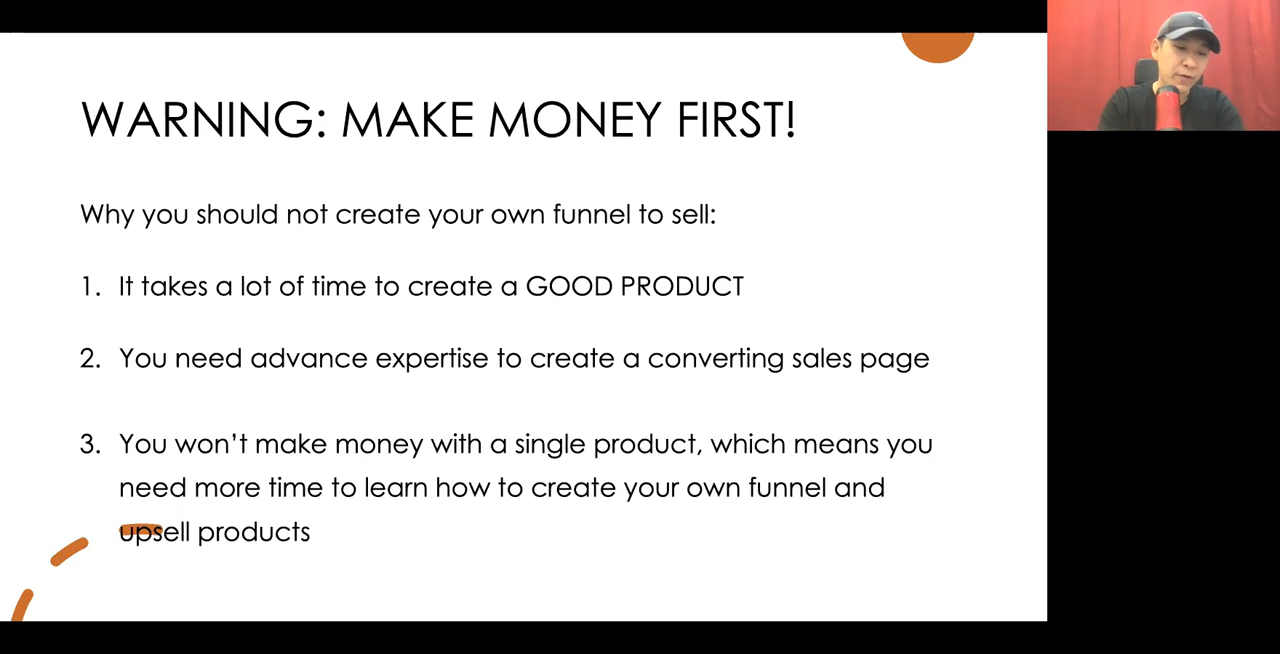 WARNING: MAKE MONEY FIRST!
Why you should not create your own funnel to sell:
1. It takes a lot of time to create a GOOD PRODUCT
2. You need advance expertise to create a converting sales page
3. You won't make money with a single product, which means you
need more time to learn how to create your own funnel and
upsell products